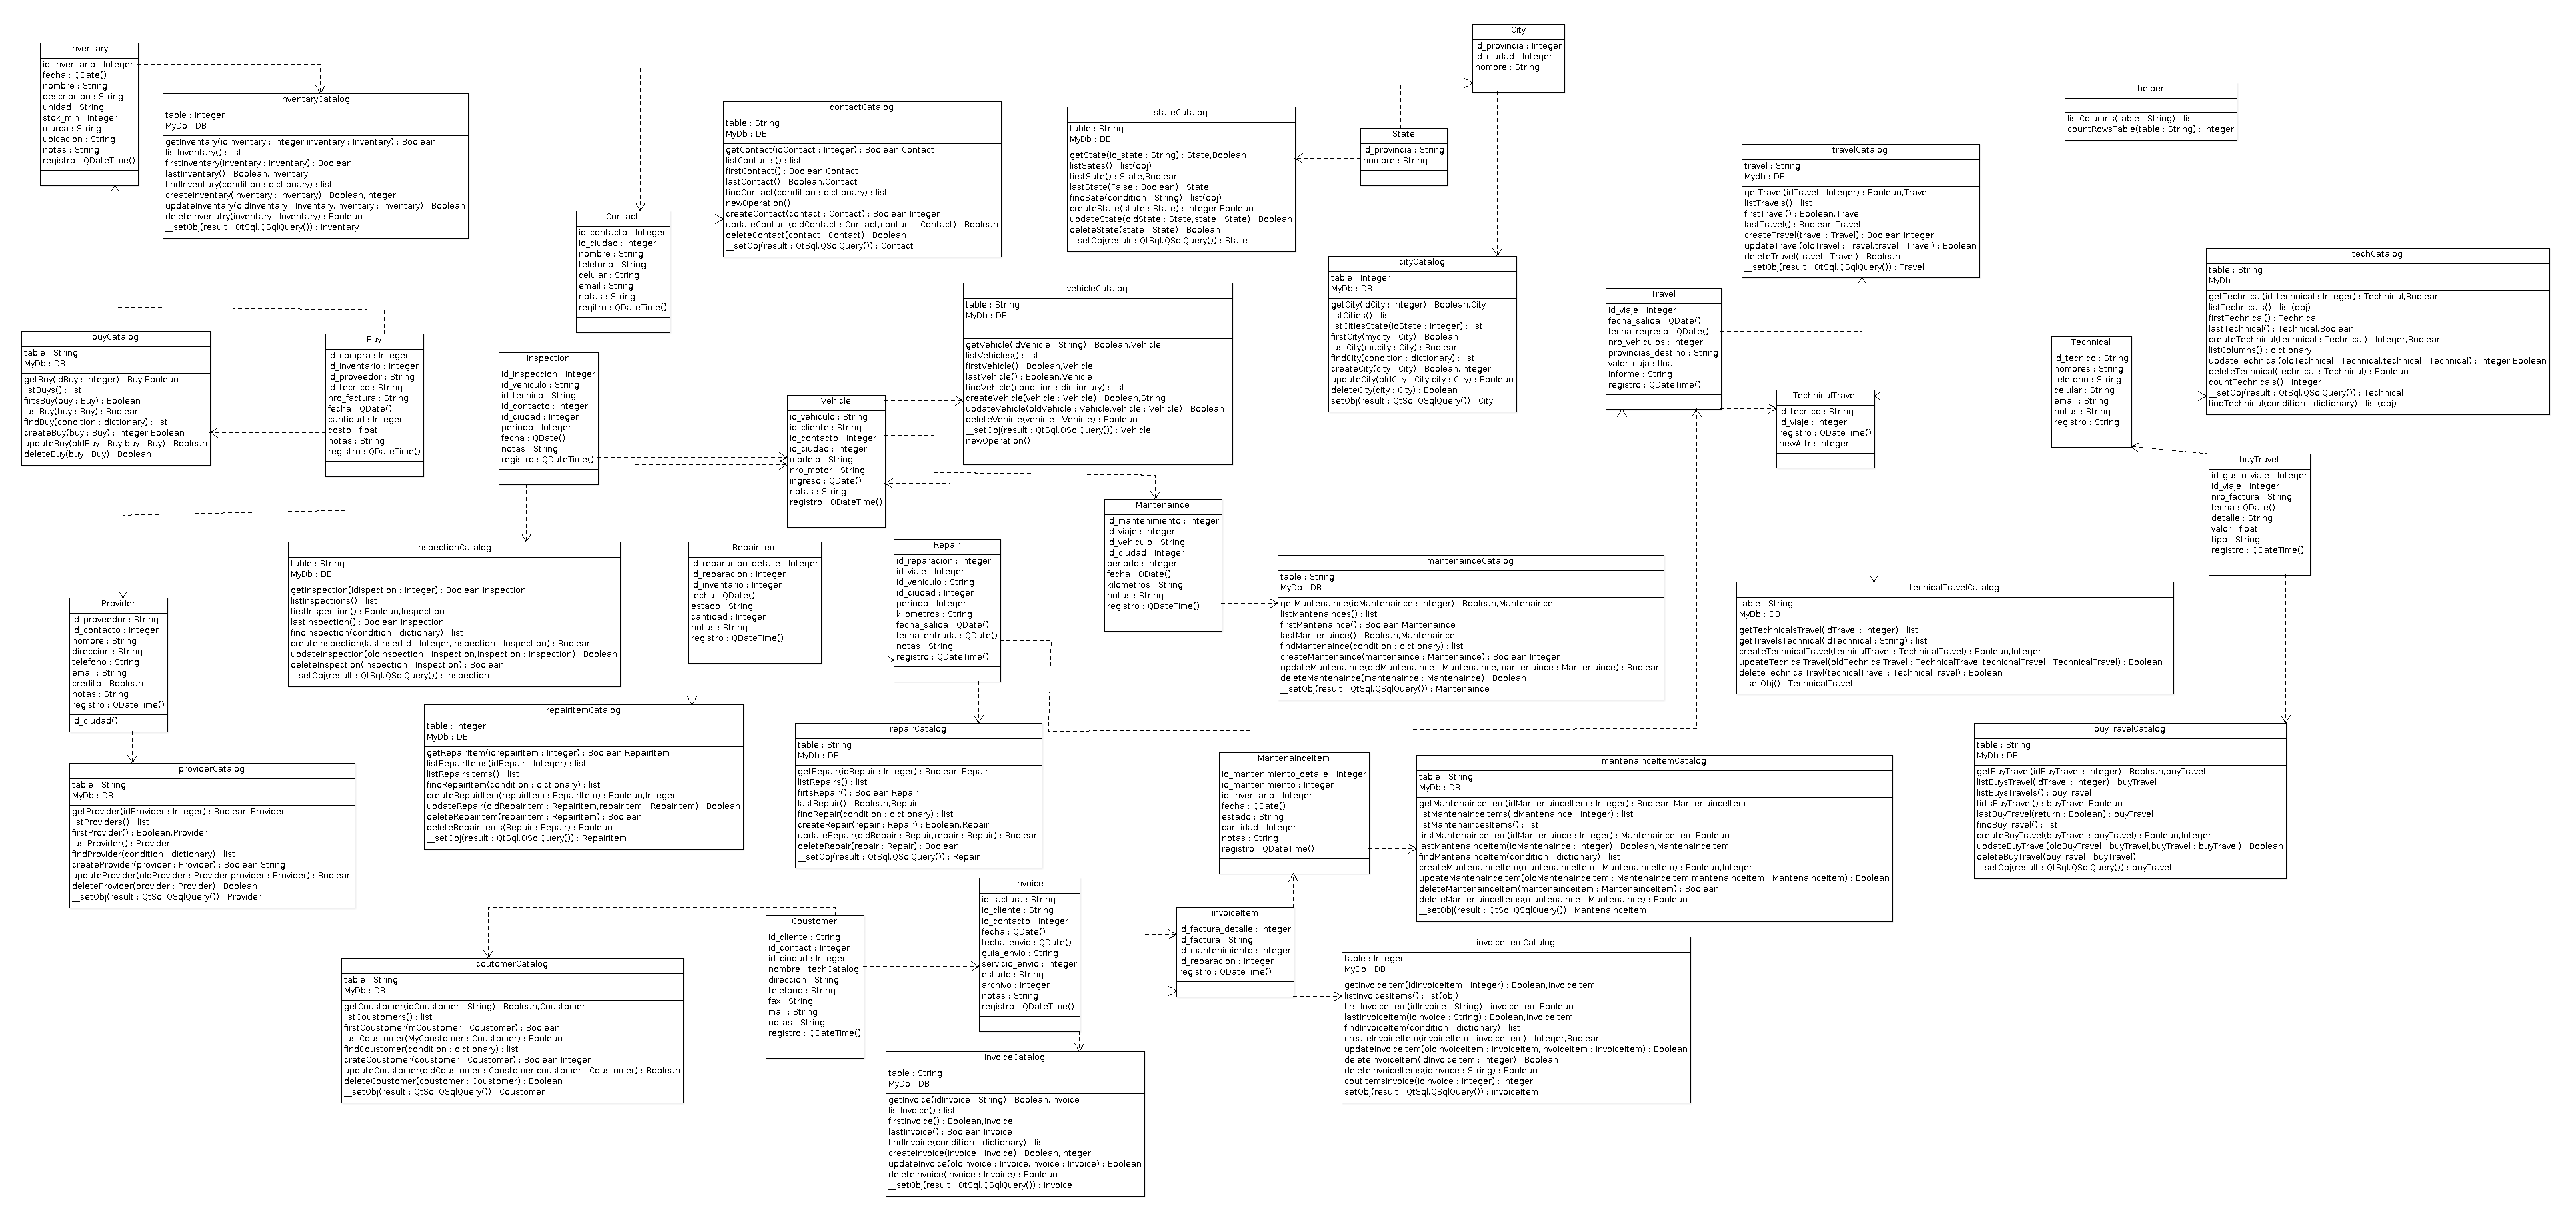 City
id_provincia : Integer
id_ciudad : Integer
nombre : String
Inventary
id_inventario : Integer
fecha : QDate()
nombre : String
descripcion : String
unidad : String
stok_min : Integer
marca : String
ubicacion : String
notas : String
registro : QDateTime()
inventaryCatalog
table : Integer
MyDb : DB
getInventary(idInventary : Integer,inventary : Inventary) : Boolean
listInventary() : list
firstInventary(inventary : Inventary) : Boolean
lastInventary() : Boolean,Inventary
findInventary(condition : dictionary) : list
createInventary(inventary : Inventary) : Boolean,Integer
updateInventary(oldInventary : Inventary,inventary : Inventary) : Boolean
deleteInvenatry(inventary : Inventary) : Boolean
__setObj(result : QtSql.QSqlQuery()) : Inventary
contactCatalog
table : String
MyDb : DB
getContact(idContact : Integer) : Boolean,Contact
listContacts() : list
firstContact() : Boolean,Contact
lastContact() : Boolean,Contact
findContact(condition : dictionary) : list
newOperation()
createContact(contact : Contact) : Boolean,Integer
updateContact(oldContact : Contact,contact : Contact) : Boolean
deleteContact(contact : Contact) : Boolean
__setObj(result : QtSql.QSqlQuery()) : Contact
stateCatalog
table : String
MyDb : DB
getState(id_state : String) : State,Boolean
listSates() : list(obj)
firstSate() : State,Boolean
lastState(False : Boolean) : State
findSate(condition : String) : list(obj)
createState(state : State) : Integer,Boolean
updateState(oldState : State,state : State) : Boolean
deleteState(state : State) : Boolean
__setObj(resulr : QtSql.QSqlQuery()) : State
State
id_provincia : String
nombre : String
helper
listColumns(table : String) : list
countRowsTable(table : String) : Integer
travelCatalog
travel : String
Mydb : DB
getTravel(idTravel : Integer) : Boolean,Travel
listTravels() : list
firstTravel() : Boolean,Travel
lastTravel() : Boolean,Travel
createTravel(travel : Travel) : Boolean,Integer
updateTravel(oldTravel : Travel,travel : Travel) : Boolean
deleteTravel(travel : Travel) : Boolean
__setObj(result : QtSql.QSqlQuery()) : Travel
Contact
id_contacto : Integer
id_ciudad : Integer
nombre : String
telefono : String
celular : String
email : String
notas : String
regitro : QDateTime()
cityCatalog
table : Integer
MyDb : DB
getCity(idCity : Integer) : Boolean,City
listCities() : list
listCitiesState(idState : Integer) : list
firstCity(mycity : City) : Boolean
lastCity(mucity : City) : Boolean
findCity(condition : dictionary) : list
createCity(city : City) : Boolean,Integer
updateCity(oldCity : City,city : City) : Boolean
deleteCity(city : City) : Boolean
setObj(result : QtSql.QSqlQuery()) : City
techCatalog
table : String
MyDb
getTechnical(id_technical : Integer) : Technical,Boolean
listTechnicals() : list(obj)
firstTechnical() : Technical
lastTechnical() : Technical,Boolean
createTechnical(technical : Technical) : Integer,Boolean
listColumns() : dictionary
updateTechnical(oldTechnical : Technical,technical : Technical) : Integer,Boolean
deleteTechnical(technical : Technical) : Boolean
countTechnicals() : Integer
__setObj(result : QtSql.QSqlQuery()) : Technical
findTechnical(condition : dictionary) : list(obj)
vehicleCatalog
table : String
MyDb : DB
getVehicle(idVehicle : String) : Boolean,Vehicle
listVehicles() : list
firstVehicle() : Boolean,Vehicle
lastVehicle() : Boolean,Vehicle
findVehicle(condition : dictionary) : list
createVehicle(vehicle : Vehicle) : Boolean,String
updateVehicle(oldVehicle : Vehicle,vehicle : Vehicle) : Boolean
deleteVehicle(vehicle : Vehicle) : Boolean
__setObj(result : QtSql.QSqlQuery()) : Vehicle
newOperation()
Travel
id_viaje : Integer
fecha_salida : QDate()
fecha_regreso : QDate()
nro_vehiculos : Integer
provincias_destino : String
valor_caja : float
informe : String
registro : QDateTime()
buyCatalog
table : String
MyDb : DB
getBuy(idBuy : Integer) : Buy,Boolean
listBuys() : list
firtsBuy(buy : Buy) : Boolean
lastBuy(buy : Buy) : Boolean
findBuy(condition : dictionary) : list
createBuy(buy : Buy) : Integer,Boolean
updateBuy(oldBuy : Buy,buy : Buy) : Boolean
deleteBuy(buy : Buy) : Boolean
Buy
id_compra : Integer
id_inventario : Integer
id_proveedor : String
id_tecnico : String
nro_factura : String
fecha : QDate()
cantidad : Integer
costo : float
notas : String
registro : QDateTime()
Inspection
id_inspeccion : Integer
id_vehiculo : String
id_tecnico : String
id_contacto : Integer
id_ciudad : Integer
periodo : Integer
fecha : QDate()
notas : String
registro : QDateTime()
Technical
id_tecnico : String
nombres : String
telefono : String
celular : String
email : String
notas : String
registro : String
Vehicle
id_vehiculo : String
id_cliente : String
id_contacto : Integer
id_ciudad : Integer
modelo : String
nro_motor : String
ingreso : QDate()
notas : String
registro : QDateTime()
TechnicalTravel
id_tecnico : String
id_viaje : Integer
registro : QDateTime()
newAttr : Integer
buyTravel
id_gasto_viaje : Integer
id_viaje : Integer
nro_factura : String
fecha : QDate()
detalle : String
valor : float
tipo : String
registro : QDateTime()
Mantenaince
id_mantenimiento : Integer
id_viaje : Integer
id_vehiculo : String
id_ciudad : Integer
periodo : Integer
fecha : QDate()
kilometros : String
notas : String
registro : QDateTime()
inspectionCatalog
table : String
MyDb : DB
getInspection(idIspection : Integer) : Boolean,Inspection
listInspections() : list
firstInspection() : Boolean,Inspection
lastInspection() : Boolean,Inspection
findInspection(condition : dictionary) : list
createInspection(lastInsertId : Integer,inspection : Inspection) : Boolean
updateInspection(oldInspection : Inspection,inspection : Inspection) : Boolean
deleteInspection(inspection : Inspection) : Boolean
__setObj(result : QtSql.QSqlQuery()) : Inspection
RepairItem
id_reparacion_detalle : Integer
id_reparacion : Integer
id_inventario : Integer
fecha : QDate()
estado : String
cantidad : Integer
notas : String
registro : QDateTime()
Repair
id_reparacion : Integer
id_viaje : Integer
id_vehiculo : String
id_ciudad : Integer
periodo : Integer
kilometros : String
fecha_salida : QDate()
fecha_entrada : QDate()
notas : String
registro : QDateTime()
mantenainceCatalog
table : String
MyDb : DB
getMantenaince(idMantenaince : Integer) : Boolean,Mantenaince
listMantenainces() : list
firstMantenaince() : Boolean,Mantenaince
lastMantenaince() : Boolean,Mantenaince
findMantenaince(condition : dictionary) : list
createMantenaince(mantenaince : Mantenaince) : Boolean,Integer
updateMantenaince(oldMantenaince : Mantenaince,mantenaince : Mantenaince) : Boolean
deleteMantenaince(mantenaince : Mantenaince) : Boolean
__setObj(result : QtSql.QSqlQuery()) : Mantenaince
tecnicalTravelCatalog
table : String
MyDb : DB
getTechnicalsTravel(idTravel : Integer) : list
getTravelsTechnical(idTechnical : String) : list
createTechnicalTravel(tecnicalTravel : TechnicalTravel) : Boolean,Integer
updateTecnicalTravel(oldTechnicalTravel : TechnicalTravel,tecnichalTravel : TechnicalTravel) : Boolean
deleteTechnicalTravl(tecnicalTravel : TechnicalTravel) : Boolean
__setObj() : TechnicalTravel
Provider
id_proveedor : String
id_contacto : Integer
nombre : String
direccion : String
telefono : String
email : String
credito : Boolean
notas : String
registro : QDateTime()
id_ciudad()
repairItemCatalog
table : Integer
MyDb : DB
getRepairItem(idrepairItem : Integer) : Boolean,RepairItem
listRepairItems(idRepair : Integer) : list
listRepairsItems() : list
findRepairItem(condition : dictionary) : list
createRepairItem(repairItem : RepairItem) : Boolean,Integer
updateRepair(oldRepairItem : RepairItem,repairItem : RepairItem) : Boolean
deleteRepairItem(repairItem : RepairItem) : Boolean
deleteRepairItems(Repair : Repair) : Boolean
__setObj(result : QtSql.QSqlQuery()) : RepairItem
repairCatalog
table : String
MyDb : DB
getRepair(idRepair : Integer) : Boolean,Repair
listRepairs() : list
firtsRepair() : Boolean,Repair
lastRepair() : Boolean,Repair
findRepair(condition : dictionary) : list
createRepair(repair : Repair) : Boolean,Repair
updateRepair(oldRepair : Repair,repair : Repair) : Boolean
deleteRepair(repair : Repair) : Boolean
__setObj(result : QtSql.QSqlQuery()) : Repair
buyTravelCatalog
table : String
MyDb : DB
getBuyTravel(idBuyTravel : Integer) : Boolean,buyTravel
listBuysTravel(idTravel : Integer) : buyTravel
listBuysTravels() : buyTravel
firtsBuyTravel() : buyTravel,Boolean
lastBuyTravel(return : Boolean) : buyTravel
findBuyTravel() : list
createBuyTravel(buyTravel : buyTravel) : Boolean,Integer
updateBuyTravel(oldBuyTravel : buyTravel,buyTravel : buyTravel) : Boolean
deleteBuyTravel(buyTravel : buyTravel)
__setObj(result : QtSql.QSqlQuery()) : buyTravel
MantenainceItem
id_mantenimiento_detalle : Integer
id_mantenimiento : Integer
id_inventario : Integer
fecha : QDate()
estado : String
cantidad : Integer
notas : String
registro : QDateTime()
mantenainceItemCatalog
table : String
MyDb : DB
getMantenainceItem(idMantenainceItem : Integer) : Boolean,MantenainceItem
listMantenainceItems(idMantenaince : Integer) : list
listMantenaincesItems() : list
firstMantenainceItem(idMantenaince : Integer) : MantenainceItem,Boolean
lastMantenainceItem(idMantenaince : Integer) : Boolean,MantenainceItem
findMantenainceItem(condition : dictionary) : list
createMantenainceItem(mantenainceItem : MantenainceItem) : Boolean,Integer
updateMantenainceItem(oldMantenainceItem : MantenainceItem,mantenainceItem : MantenainceItem) : Boolean
deleteMantenainceItem(mantenainceitem : MantenainceItem) : Boolean
deleteMantenainceItems(mantenaince : Mantenaince) : Boolean
__setObj(result : QtSql.QSqlQuery()) : MantenainceItem
providerCatalog
table : String
MyDb : DB
getProvider(idProvider : Integer) : Boolean,Provider
listProviders() : list
firstProvider() : Boolean,Provider
lastProvider() : Provider,
findProvider(condition : dictionary) : list
createProvider(provider : Provider) : Boolean,String
updateProvider(oldProvider : Provider,provider : Provider) : Boolean
deleteProvider(provider : Provider) : Boolean
__setObj(result : QtSql.QSqlQuery()) : Provider
Invoice
id_factura : String
id_cliente : String
id_contacto : Integer
fecha : QDate()
fecha_envio : QDate()
guia_envio : String
servicio_envio : Integer
estado : String
archivo : Integer
notas : String
registro : QDateTime()
invoiceItem
id_factura_detalle : Integer
id_factura : String
id_mantenimiento : Integer
id_reparacion : Integer
registro : QDateTime()
Coustomer
id_cliente : String
id_contact : Integer
id_ciudad : Integer
nombre : techCatalog
direccion : String
telefono : String
fax : String
mail : String
notas : String
registro : QDateTime()
invoiceItemCatalog
table : Integer
MyDb : DB
getInvoiceItem(idInvoiceItem : Integer) : Boolean,invoiceItem
listInvoicesItems() : list(obj)
firstInvoiceItem(idInvoice : String) : invoiceItem,Boolean
lastInvoiceItem(idInvoice : String) : Boolean,invoiceItem
findInvoiceItem(condition : dictionary) : list
createInvoiceItem(invoiceItem : invoiceItem) : Integer,Boolean
updateInvoiceItem(oldInvoiceItem : invoiceItem,invoiceItem : invoiceItem) : Boolean
deleteInvoiceItem(IdInvoiceItem : Integer) : Boolean
deleteInvoiceItems(idInvoce : String) : Boolean
coutItemsInvoice(idInvoice : Integer) : Integer
setObj(result : QtSql.QSqlQuery()) : invoiceItem
coutomerCatalog
table : String
MyDb : DB
getCoustomer(idCoustomer : String) : Boolean,Coustomer
listCoustomers() : list
firstCoustomer(mCoustomer : Coustomer) : Boolean
lastCoustomer(MyCoustomer : Coustomer) : Boolean
findCoustomer(condition : dictionary) : list
crateCoustomer(coustomer : Coustomer) : Boolean,Integer
updateCoustomer(oldCoustomer : Coustomer,coustomer : Coustomer) : Boolean
deleteCoustomer(coustomer : Coustomer) : Boolean
__setObj(result : QtSql.QSqlQuery()) : Coustomer
invoiceCatalog
table : String
MyDb : DB
getInvoice(idInvoice : String) : Boolean,Invoice
listInvoice() : list
firstInvoice() : Boolean,Invoice
lastInvoice() : Boolean,Invoice
findInvoice(condition : dictionary) : list
createInvoice(invoice : Invoice) : Boolean,Integer
updateInvoice(oldInvoice : Invoice,invoice : Invoice) : Boolean
deleteInvoice(invoice : Invoice) : Boolean
__setObj(result : QtSql.QSqlQuery()) : Invoice